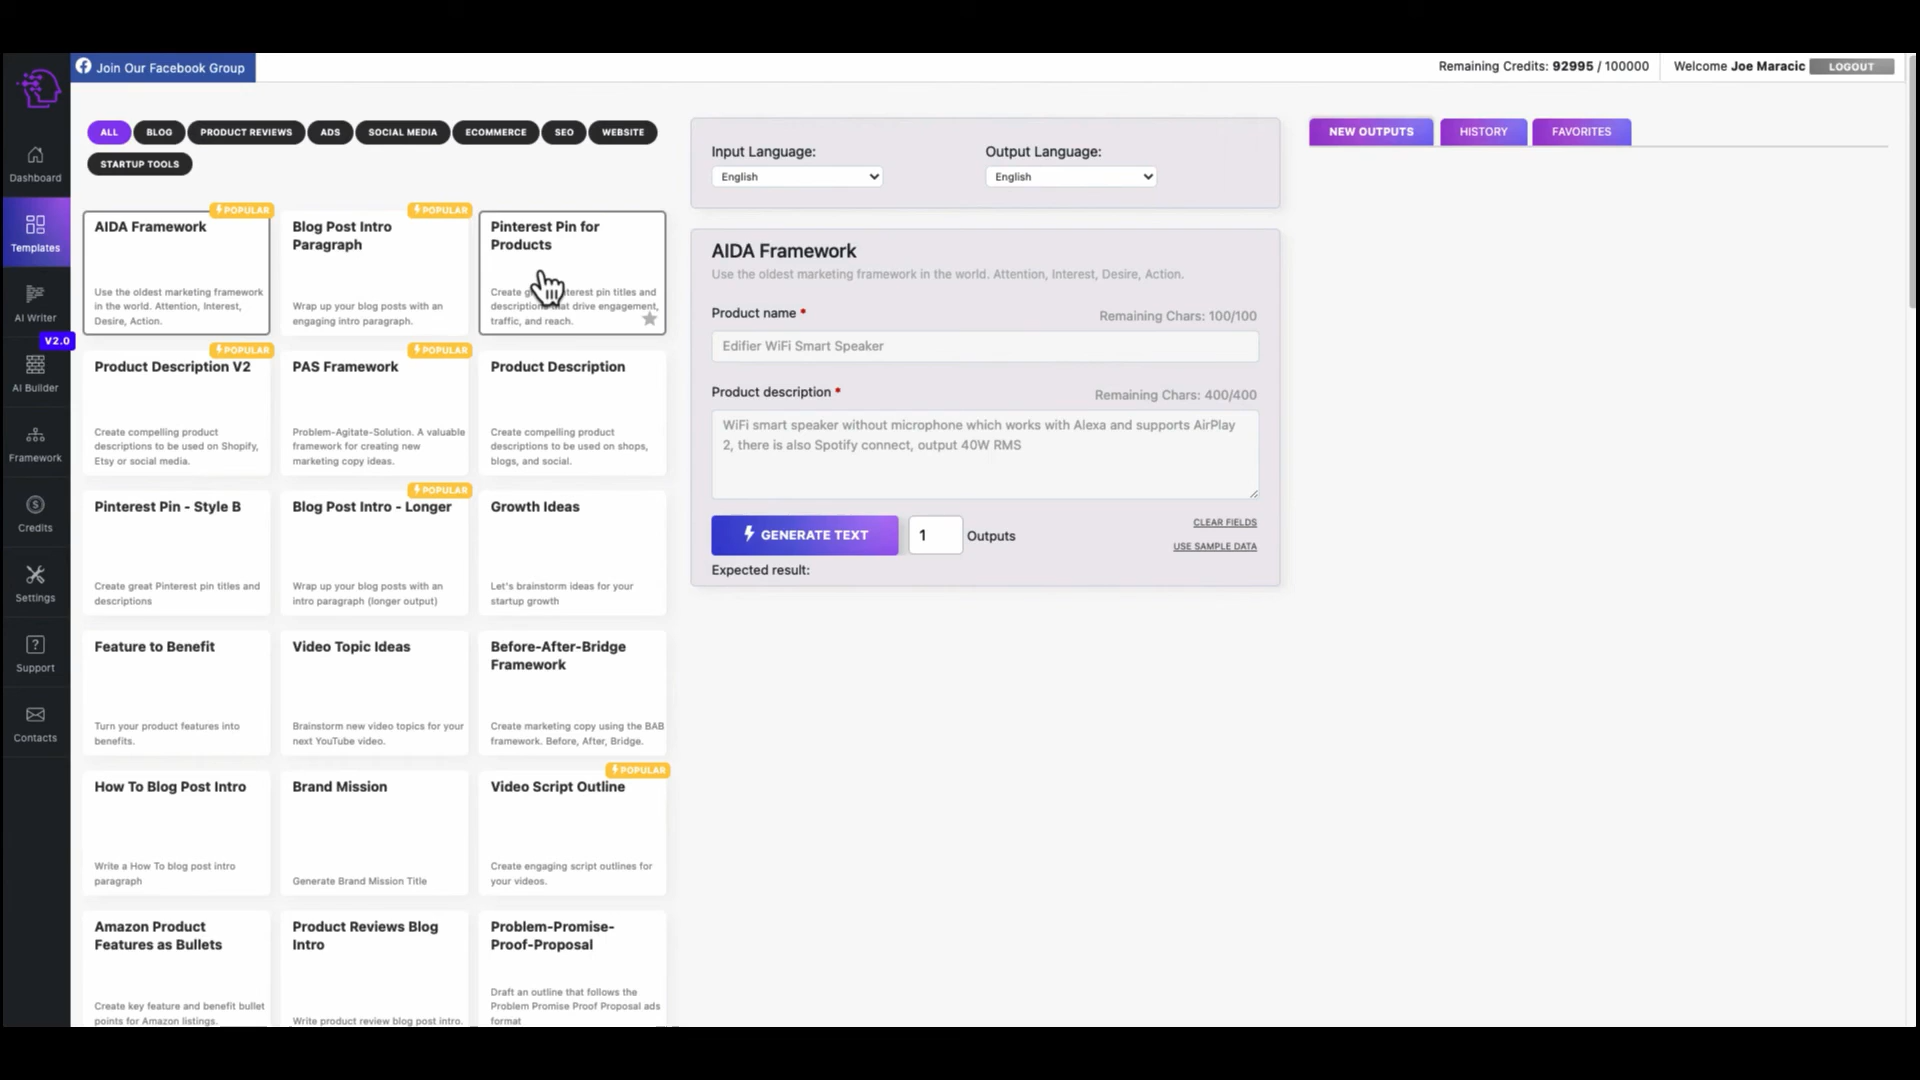 Join Our Facebook Group
Remaining Credits: 92995 / 100000
Welcome Joe Maracic
LOGOUT
Dashboard
Templates
AI Writer
V2.0
AI Builder
Framework
Credits
Settings
Support
Contacts
ALL
BLOG
PRODUCT REVIEWS
ADS
SOCIAL MEDIA
ECOMMERCE
SEO
WEBSITE
STARTUP TOOLS
POPULAR
AIDA Framework
Use the oldest marketing framework
in the world. Attention, Interest,
Desire, Action.
POPULAR
Blog Post Intro
Paragraph
Wrap up your blog posts with an
engaging intro paragraph.
Pinterest Pin for
Products
Create pin titles and
that drive engagement,
traffic, and reach.
POPULAR
Product Description V2
Create compelling product
descriptions to be used on Shopify,
Etsy or social media.
POPULAR
PAS Framework
Problem-Agitate-Solution. A valuable
framework for creating new
marketing copy ideas.
Product Description
Create compelling product
descriptions to be used on shops,
blogs, and social.
Pinterest Pin - Style B
Create great Pinterest pin titles and
descriptions
POPULAR
Blog Post Intro - Longer
Wrap up your blog posts with an
intro paragraph (longer output)
Growth Ideas
Let's brainstorm ideas for your
startup growth
Feature to Benefit
Turn your product features into
benefits.
Video Topic Ideas
Brainstorm new video topics for your
next YouTube video.
Before-After-Bridge
Framework
Create marketing copy using the BAB
framework. Before, After, Bridge.
How To Blog Post Intro
Write a How To blog post intro
paragraph
Brand Mission
Generate Brand Mission Title
POPULAR
Video Script Outline
Create engaging script outlines for
your videos.
Amazon Product
Features as Bullets
Create key feature and benefit bullet
points for Amazon listings.
Product Reviews Blog
Intro
Write product review blog post intro.
Problem-Promise-
Proof-Proposal
Draft an outline that follows the
Problem Promise Proof Proposal ads
format
Input Language:
English
Output Language:
English
AIDA Framework
Use the oldest marketing framework in the world. Attention, Interest, Desire, Action.
Product name *
Remaining Chars: 100/100
Edifier WiFi Smart Speaker
Product description *
Remaining Chars: 400/400
WiFi smart speaker without microphone which works with Alexa and supports AirPlay
2, there is also Spotify connect, output 40W RMS
GENERATE TEXT
1
Outputs
CLEAR FIELDS
USE SAMPLE DATA
Expected result:
NEW OUTPUTS
HISTORY
FAVORITES